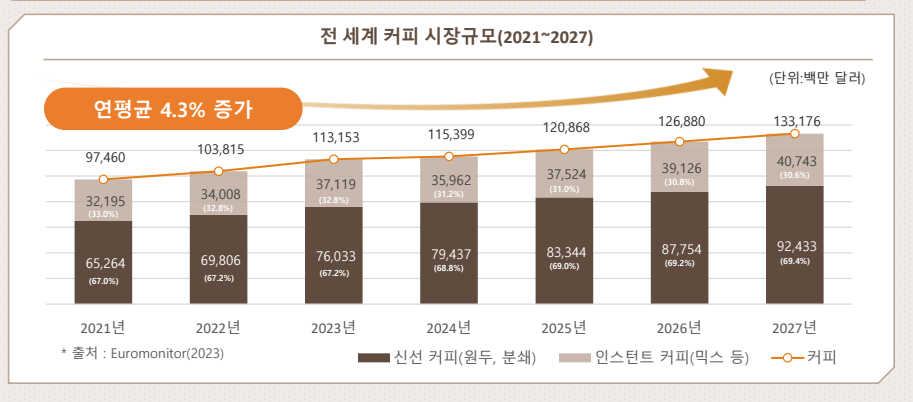 전 세계 커피 시장규모(2021~2027)
(단위:백만 달러)
연평균 4.3% 증가
97,460
103,815
113,153
115,399
120,868
126,880
133,176
32,195
(33.0%)
34,008
(32.8%)
37,119
(32.8%)
35,962
(31.2%)
37,524
(31.0%)
39,126
(30.8%)
40,743
(30.6%)
65,264
(67.0%)
69,806
(67.2%)
76,033
(67.2%)
79,437
(68.8%)
83,344
(69.0%)
87,754
(69.2%)
92,433
(69.4%)
2021년
2022년
2023년
2024년
2025년
2026년
2027년
* 출처 : Euromonitor(2023)
신선 커피(원두, 분쇄)
인스턴트 커피(믹스 등)
커피